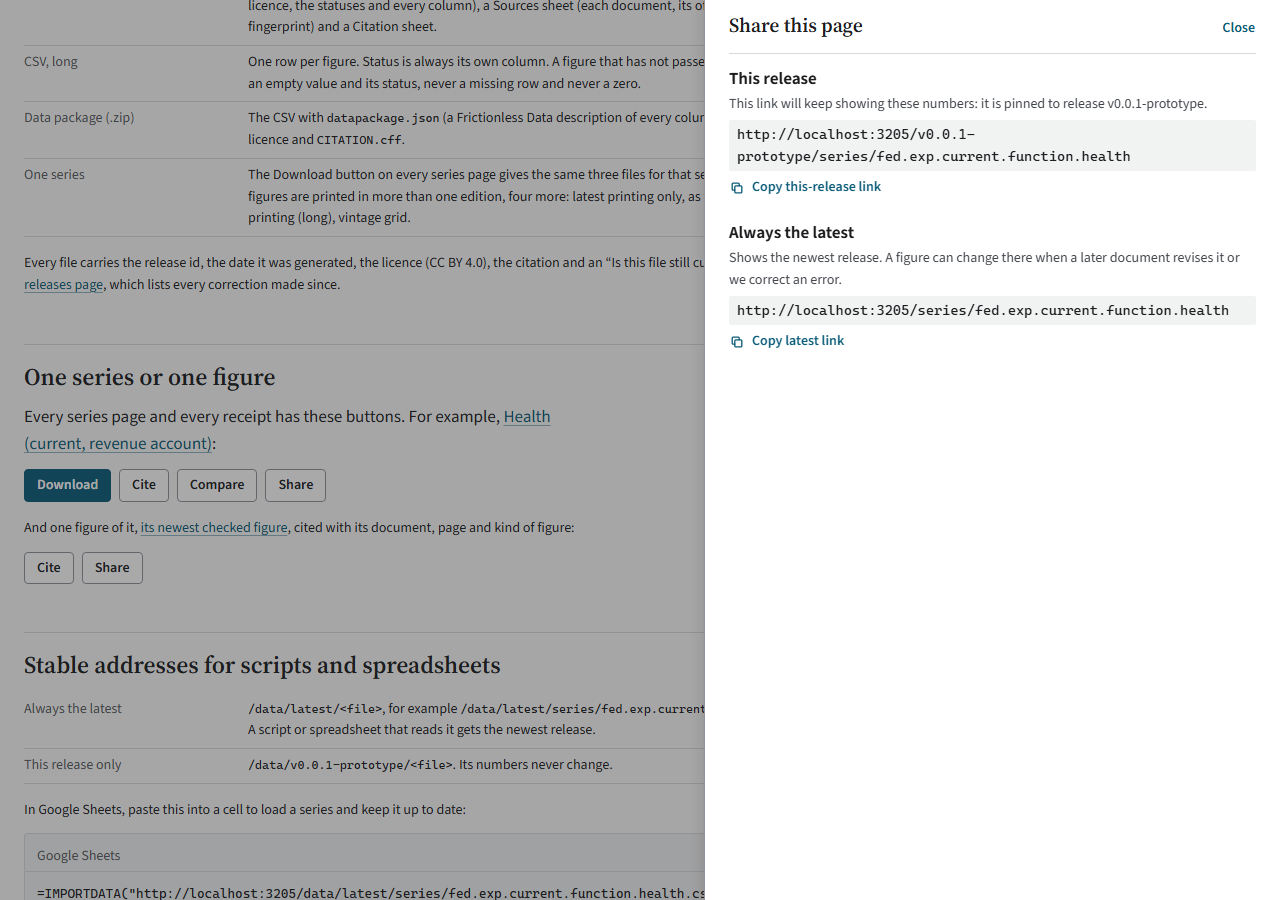 licence, the statuses and every column), a Sources sheet (each document, its
fingerprint) and a Citation sheet.
CSV, long
One row per figure. Status is always its own column. A figure that has not
an empty value and its status, never a missing row and never a zero.
Data package (.zip)
The CSV with datapackage.json (a Frictionless Data description of every
licence and CITATION.cff.
One series
The Download button on every series page gives the same three files for that
figures are printed in more than one edition, four more: latest printing only, as
printing (long), vintage grid.
Every file carries the release id, the date it was generated, the licence (CC BY 4.0), the citation and an “Is this file still
releases page, which lists every correction made since.
One series or one figure
Every series page and every receipt has these buttons. For example, Health
(current, revenue account):
Download Cite Compare Share
And one figure of it, its newest checked figure, cited with its document, page and kind of figure:
Cite Share
Stable addresses for scripts and spreadsheets
Always the latest
/data/latest/<file>, for example /data/latest/series/fed.exp.current
A script or spreadsheet that reads it gets the newest release.
This release only
/data/v0.0.1-prototype/<file>. Its numbers never change.
In Google Sheets, paste this into a cell to load a series and keep it up to date:
Google Sheets
=IMPORTDATA("http://localhost:3205/data/latest/series/fed.exp.current.function.health.cs
Share this page
Close
This release
This link will keep showing these numbers: it is pinned to release v0.0.1-prototype.
http://localhost:3205/v0.0.1-
prototype/series/fed.exp.current.function.health
Copy this-release link
Always the latest
Shows the newest release. A figure can change there when a later document revises it or
we correct an error.
http://localhost:3205/series/fed.exp.current.function.health
Copy latest link